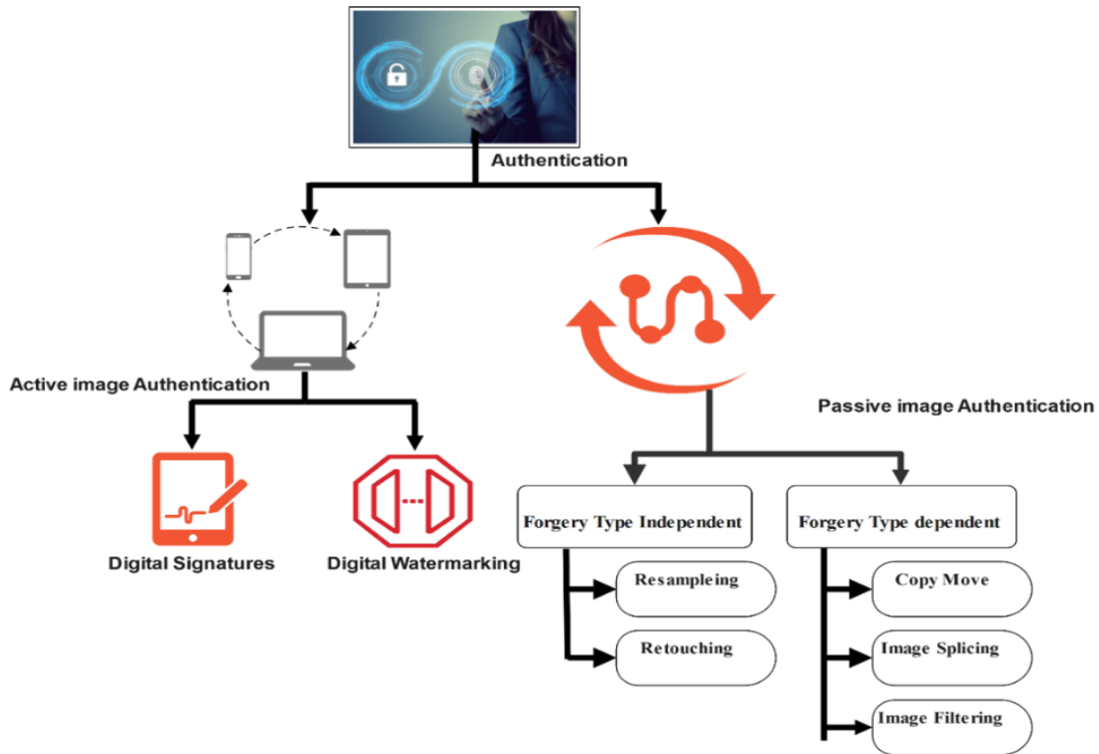 Authentication
Active image Authentication
Passive image Authentication
Digital Signatures
Digital Watermarking
Forgery Type Independent
Resampleing
Retouching
Forgery Type dependent
Copy Move
Image Splicing
Image Filtering